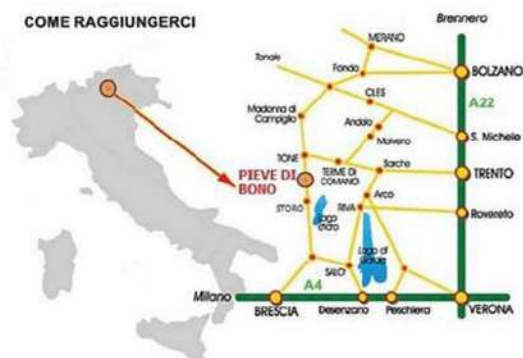 COME RAGGIUNGERCI
Brennero
MERANO
Tonale
Fondo
BOLZANO
CLES
A22
Madonna di
Campiglio
Andalo
Molveno
S. Michele
TIONE
Sarche
TERME DI
COMANO
TRENTO
PIEVE DI
BONO
Arco
STORO
RIVA
Rovereto
Lago
d'Idro
Lago di
Garda
SALO'
A4
Milano
BRESCIA
Desenzano
Peschiera
VERONA